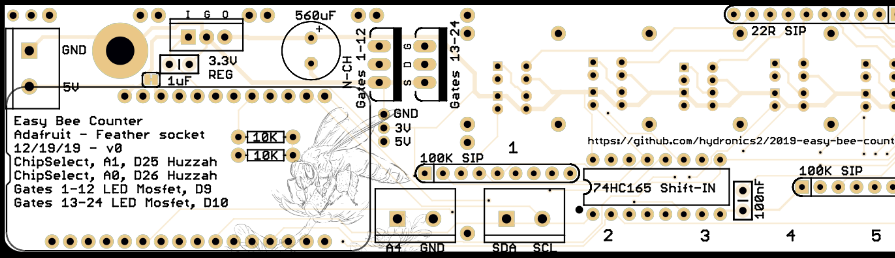 I G O
560uF
+
GND
5V
3.3V
REG
1uF
N-CH
Gates 1-12
G
D
S
Gates 13-24
22R SIP
Easy Bee Counter
Adafruit - Feather socket
12/19/19 - v0
ChipSelect, A1, D25 Huzzah
ChipSelect, A0, D26 Huzzah
Gates 1-12 LED Mosfet, D9
Gates 13-24 LED Mosfet, D10
10K
10K
GND
3V
5V
1
100K SIP
https://github.com/hydronics2/2019-easy-bee-count
74HC165 Shift-IN
100nF
100K SIP
A4 GND
SDA SCL
2 3 4 5